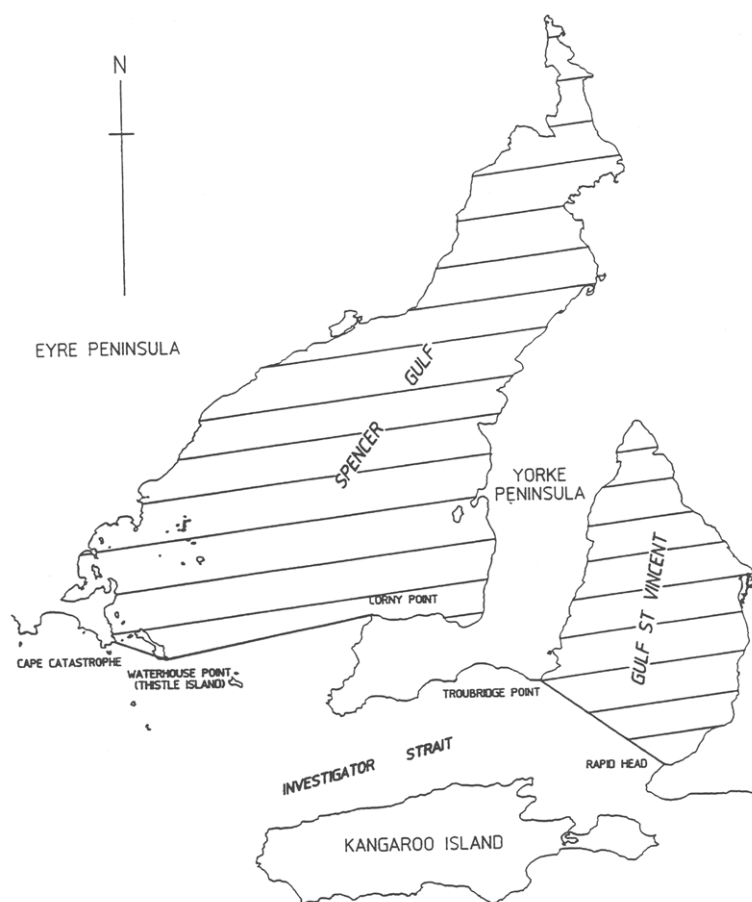 N
EYRE PENINSULA
SPENCER GULF
YORKE
PENINSULA
GULF ST VINCENT
CORNY POINT
CAPE CATASTROPHE
WATERHOUSE POINT
(THISTLE ISLAND)
TROUBRIDGE POINT
RAPID HEAD
INVESTIGATOR STRAIT
KANGAROO ISLAND